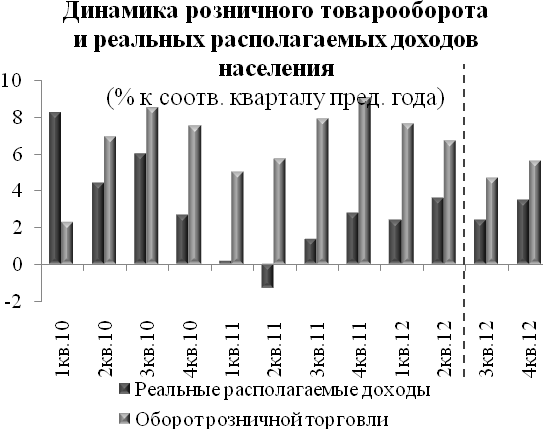 Динамика розничного товарооборота
и реальных располагаемых доходов
населения
(% к соотв. кварталу пред. года)
10
8
6
4
2
0
-2
1кв.10
2кв.10
3кв.10
4кв.10
1кв.11
2кв.11
3кв.11
4кв.11
1кв.12
2кв.12
3кв.12
4кв.12
Реальные располагаемые доходы
Оборот розничной торговли